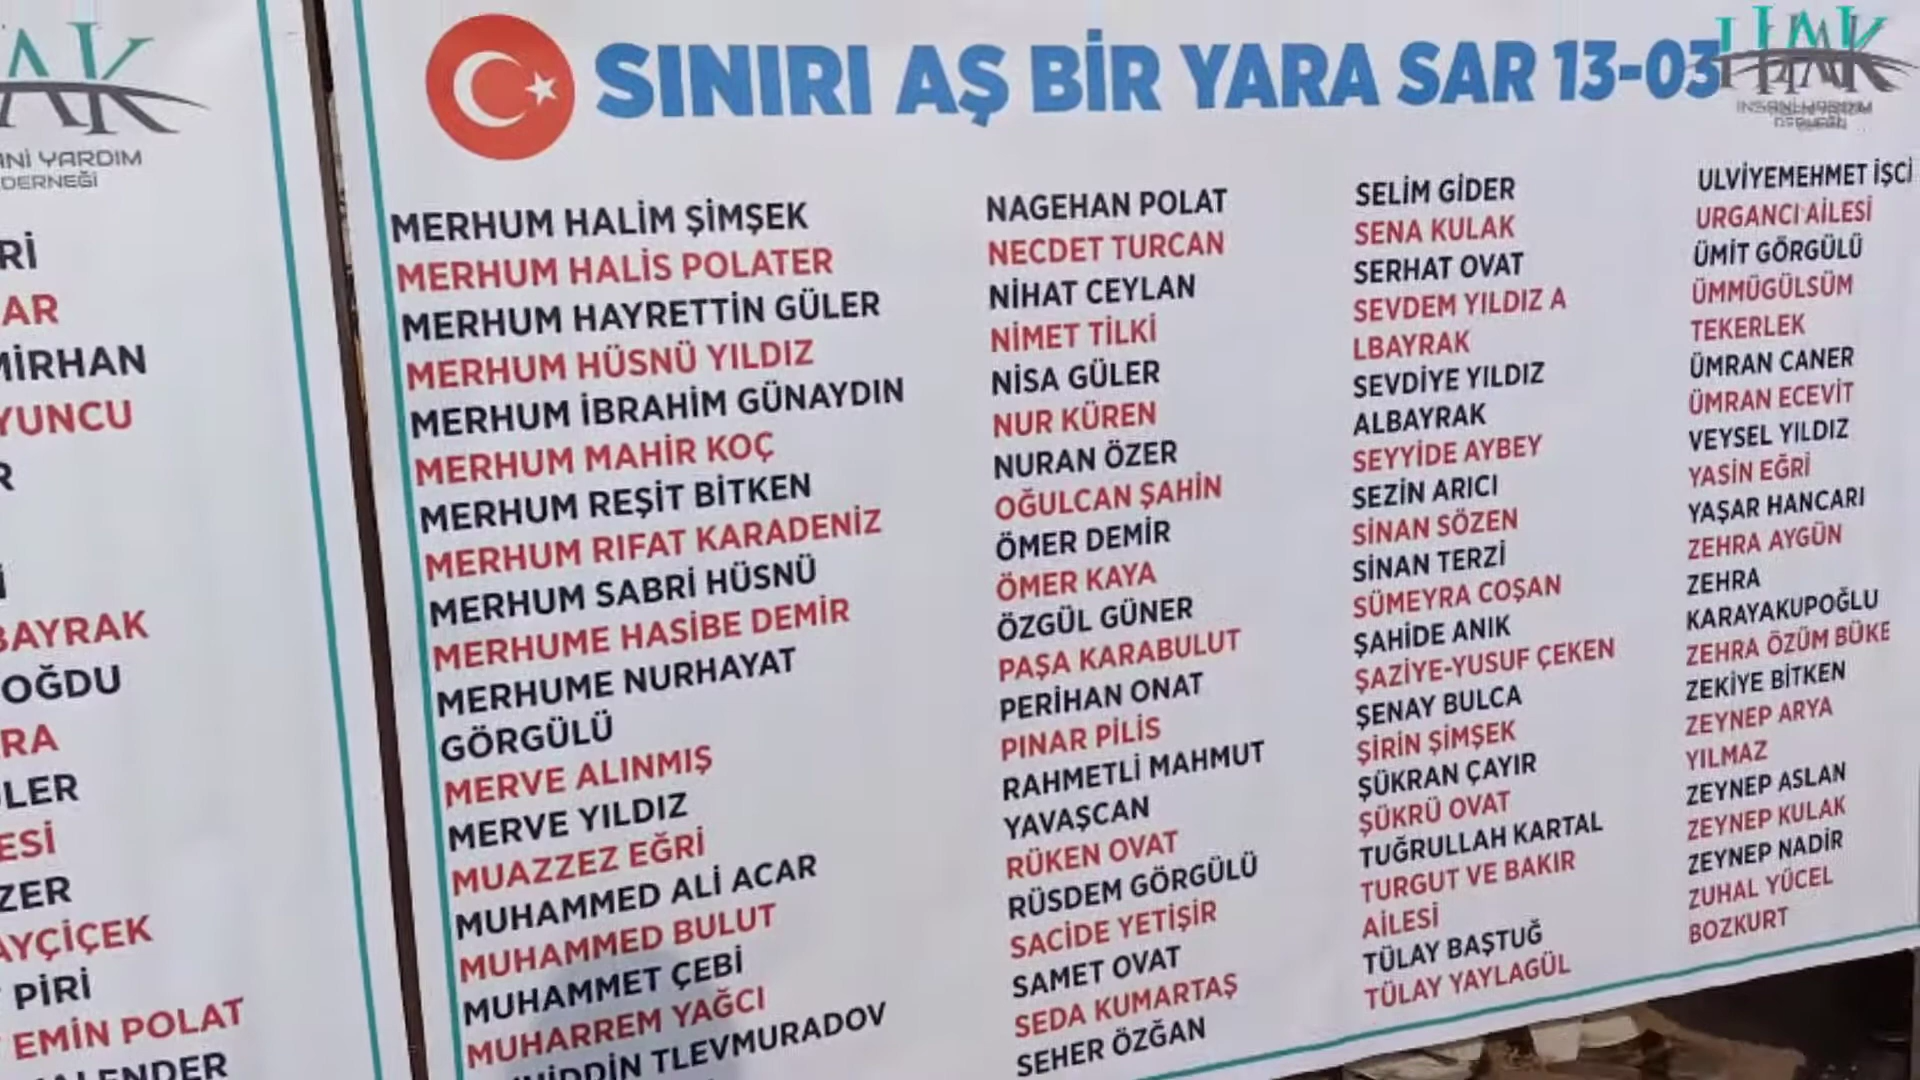 HAK
ANİ YARDIM
DERNEĞİ
Rİ
AR
MİRHAN
YUNCU
R
İ
BAYRAK
OĞDU
RA
LER
ESİ
ZER
AYÇİÇEK
PİRİ
EMİN POLAT
SINIRI AŞ BİR YARA SAR 13-03
HAK
İNSANİ YARDIM
DERNEĞİ
MERHUM HALİM ŞİMŞEK
MERHUM HALİS POLATER
MERHUM HAYRETTİN GÜLER
MERHUM HÜSNÜ YILDIZ
MERHUM İBRAHİM GÜNAYDIN
MERHUM MAHİR KOÇ
MERHUM REŞİT BİTKEN
MERHUM RIFAT KARADENİZ
MERHUM SABRİ HÜSNÜ
MERHUME HASİBE DEMİR
MERHUME NURHAYAT
GÖRGÜLÜ
MERVE ALINMIŞ
MERVE YILDIZ
MUAZZEZ EĞRİ
MUHAMMED ALİ ACAR
MUHAMMED BULUT
MUHAMMET ÇEBİ
MUHARREM YAĞCI
TLEVMURADOV
NAGEHAN POLAT
NECDET TURCAN
NİHAT CEYLAN
NİMET TİLKİ
NİSA GÜLER
NUR KÜREN
NURAN ÖZER
OĞULCAN ŞAHİN
ÖMER DEMİR
ÖMER KAYA
ÖZGÜL GÜNER
PAŞA KARABULUT
PERİHAN ONAT
PINAR PİLİS
RAHMETLİ MAHMUT
YAVAŞCAN
RÜKEN OVAT
RÜSDEM GÖRGÜLÜ
SACİDE YETİŞİR
SAMET OVAT
SEDA KUMARTAŞ
SEHER ÖZĞAN
SELİM GİDER
SENA KULAK
SERHAT OVAT
SEVDEM YILDIZ A
LBAYRAK
SEVDİYE YILDIZ
ALBAYRAK
SEYYİDE AYBEY
SEZİN ARICI
SİNAN SÖZEN
SİNAN TERZİ
SÜMEYRA COŞAN
ŞAHİDE ANIK
ŞAZİYE-YUSUF ÇEKEN
ŞENAY BULCA
ŞİRİN ŞİMŞEK
ŞÜKRAN ÇAYIR
ŞÜKRÜ OVAT
TUĞRULLAH KARTAL
TURGUT VE BAKIR
AİLESİ
TÜLAY BAŞTUĞ
TÜLAY YAYLAGÜL
ULVİYEMEHMET İŞCİ
URGANCI AİLESİ
ÜMİT GÖRGÜLÜ
ÜMMÜGÜLSÜM
TEKERLEK
ÜMRAN CANER
ÜMRAN ECEVİT
VEYSEL YILDIZ
YASİN EĞRİ
YAŞAR HANCARI
ZEHRA AYGÜN
ZEHRA
KARAYAKUPOĞLU
ZEHRA ÖZÜM BÜKE
ZEKİYE BİTKEN
ZEYNEP ARYA
YILMAZ
ZEYNEP ASLAN
ZEYNEP KULAK
ZEYNEP NADİR
ZUHAL YÜCEL
BOZKURT